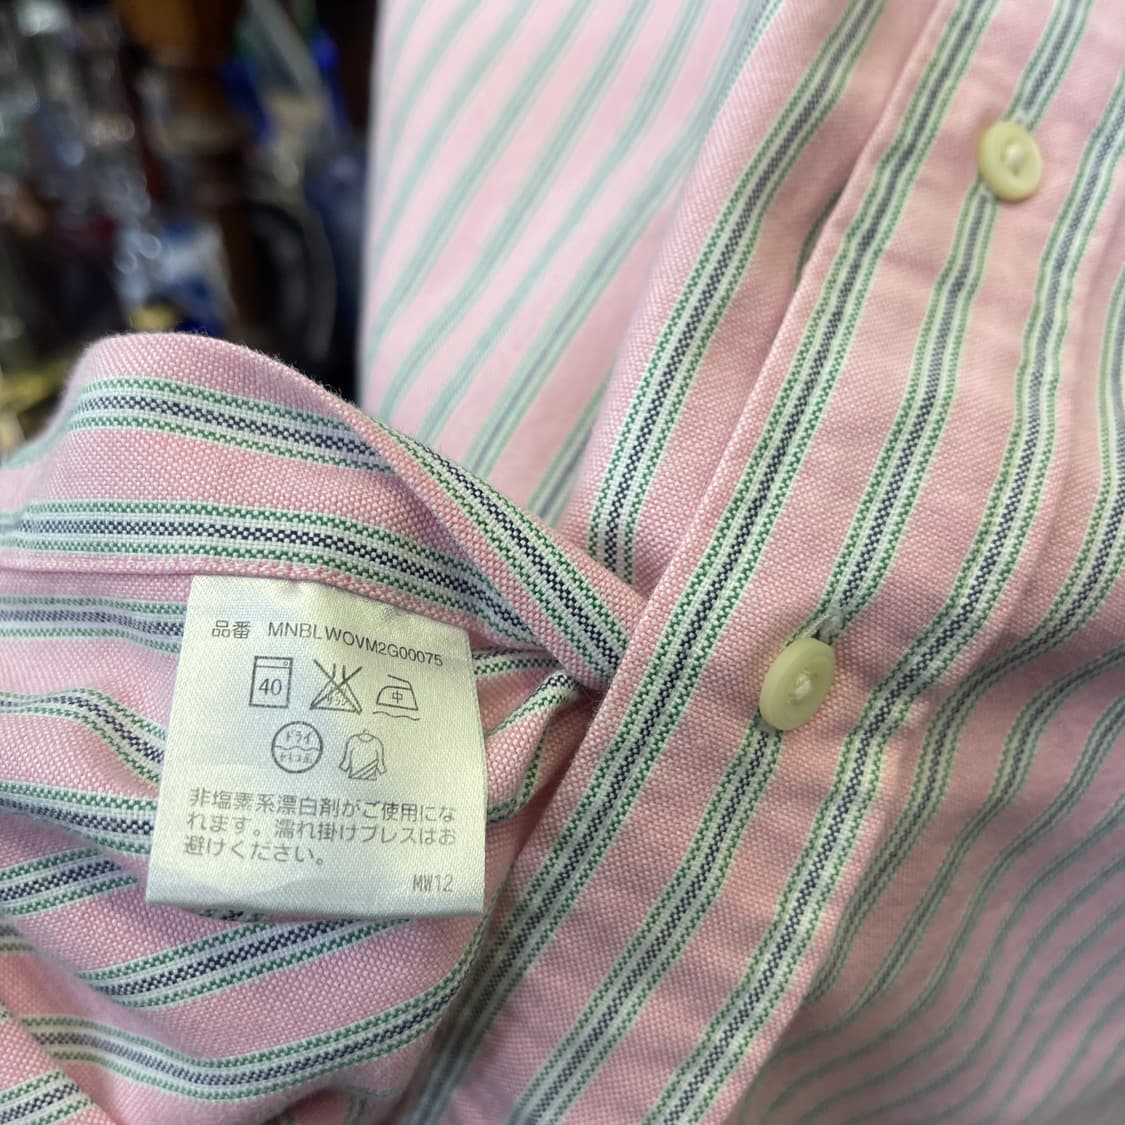 品番 MNBLWOVM2G00075
40
中
ドライ
非塩素系漂白剤がご使用にな
れます。濡れ掛けプレスはお
避けください。
MW12